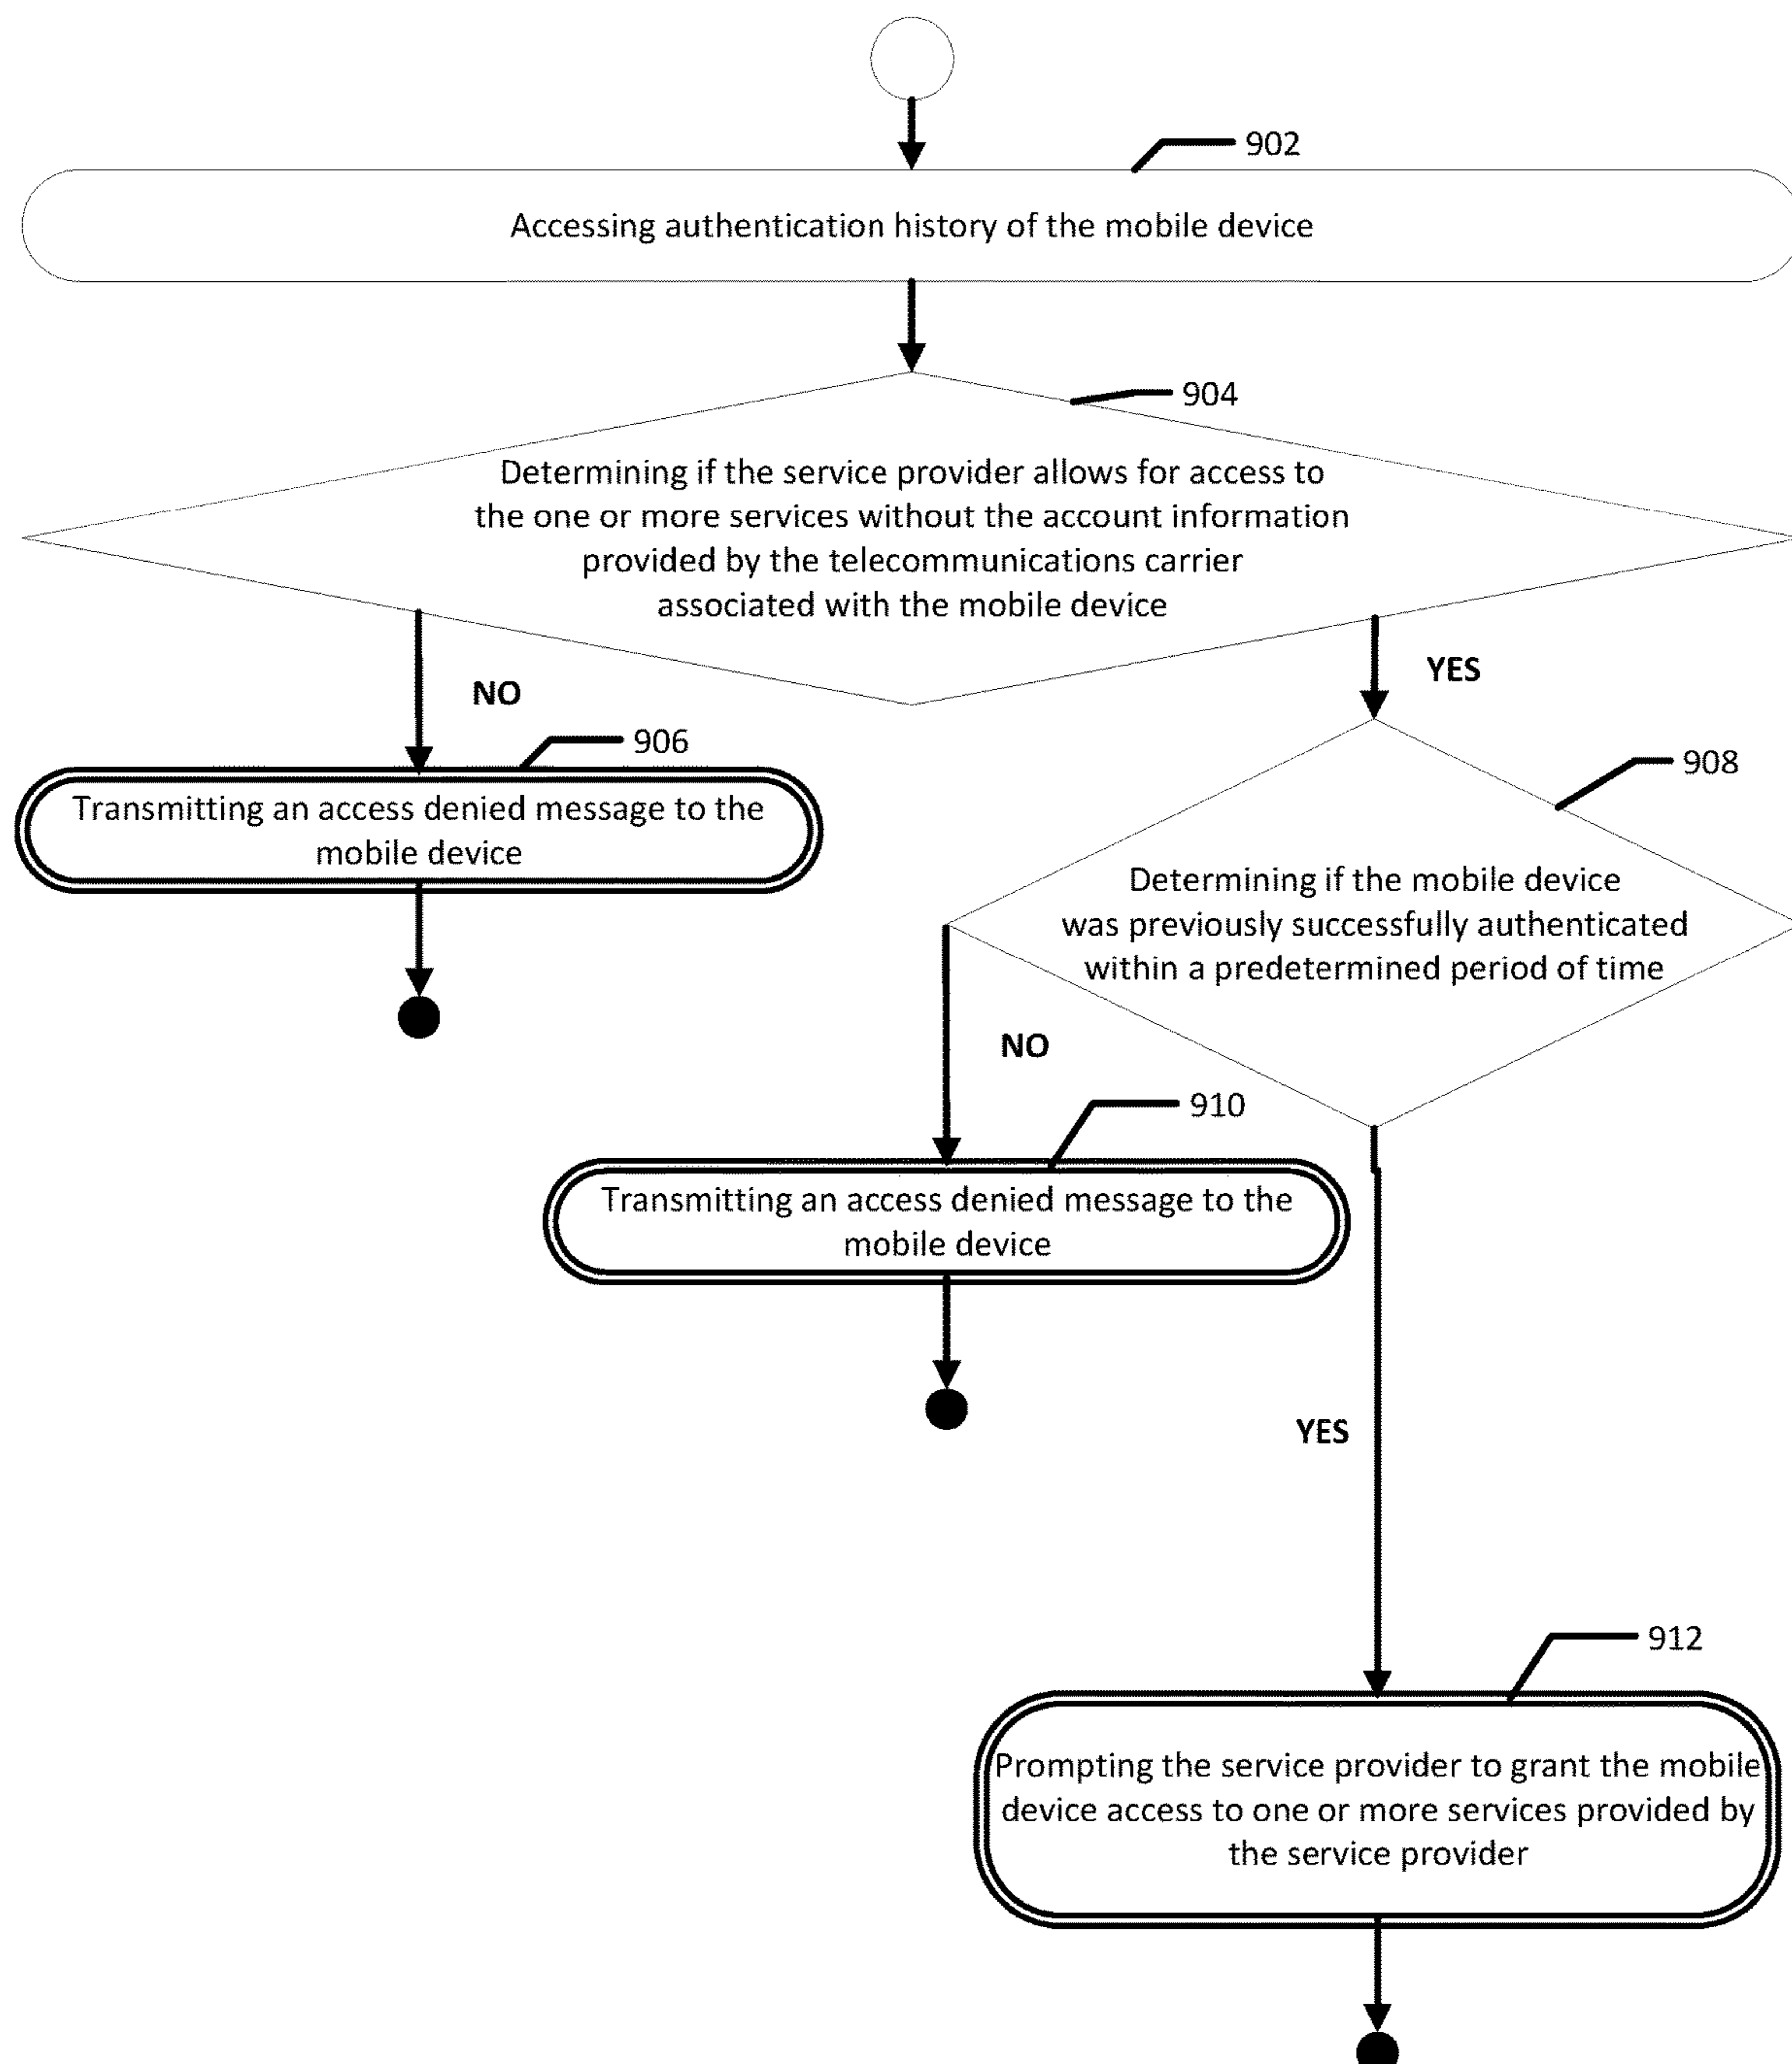 902
Accessing authentication history of the mobile device
904
Determining if the service provider allows for access to
the one or more services without the account information
provided by the telecommunications carrier
associated with the mobile device
NO
YES
906
Transmitting an access denied message to the
mobile device
908
Determining if the mobile device
was previously successfully authenticated
within a predetermined period of time
NO
910
Transmitting an access denied message to the
mobile device
YES
912
Prompting the service provider to grant the mobile
device access to one or more services provided by
the service provider